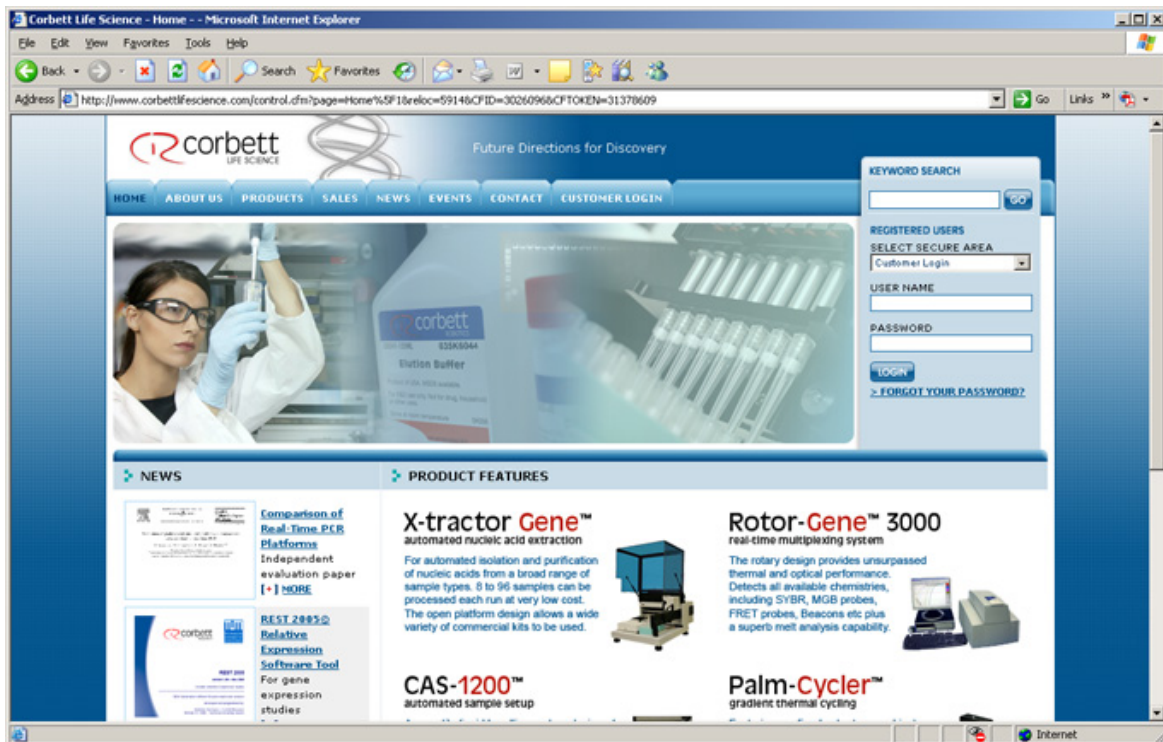 Corbett Life Science - Home - - Microsoft Internet Explorer
File Edit View Favorites Tools Help
Back Search Favorites
Address http://www.corbettlifescience.com/control.cfm?page=Home%5F1&reloc=5914&CFID=3026096&CFTOKEN=31378609 Go Links »
corbett
LIFE SCIENCE
Future Directions for Discovery
HOME ABOUT US PRODUCTS SALES NEWS EVENTS CONTACT CUSTOMER LOGIN
KEYWORD SEARCH
GO
REGISTERED USERS
SELECT SECURE AREA
Customer Login
USER NAME
PASSWORD
LOGIN
> FORGOT YOUR PASSWORD?
corbett
ROBOTICS
Elution Buffer
NEWS
Comparison of
Real-Time PCR
Platforms
Independent
evaluation paper
[+] MORE
corbett
REST 2005
REST 2005©
Relative
Expression
Software Tool
For gene
expression
studies
PRODUCT FEATURES
X-tractor Gene™
automated nucleic acid extraction
For automated isolation and purification
of nucleic acids from a broad range of
sample types. 8 to 96 samples can be
processed each run at very low cost.
The open platform design allows a wide
variety of commercial kits to be used.
Rotor-Gene™ 3000
real-time multiplexing system
The rotary design provides unsurpassed
thermal and optical performance.
Detects all available chemistries,
including SYBR, MGB probes,
FRET probes, Beacons etc plus
a superb melt analysis capability.
CAS-1200™
automated sample setup
Palm-Cycler™
gradient thermal cycling
Internet